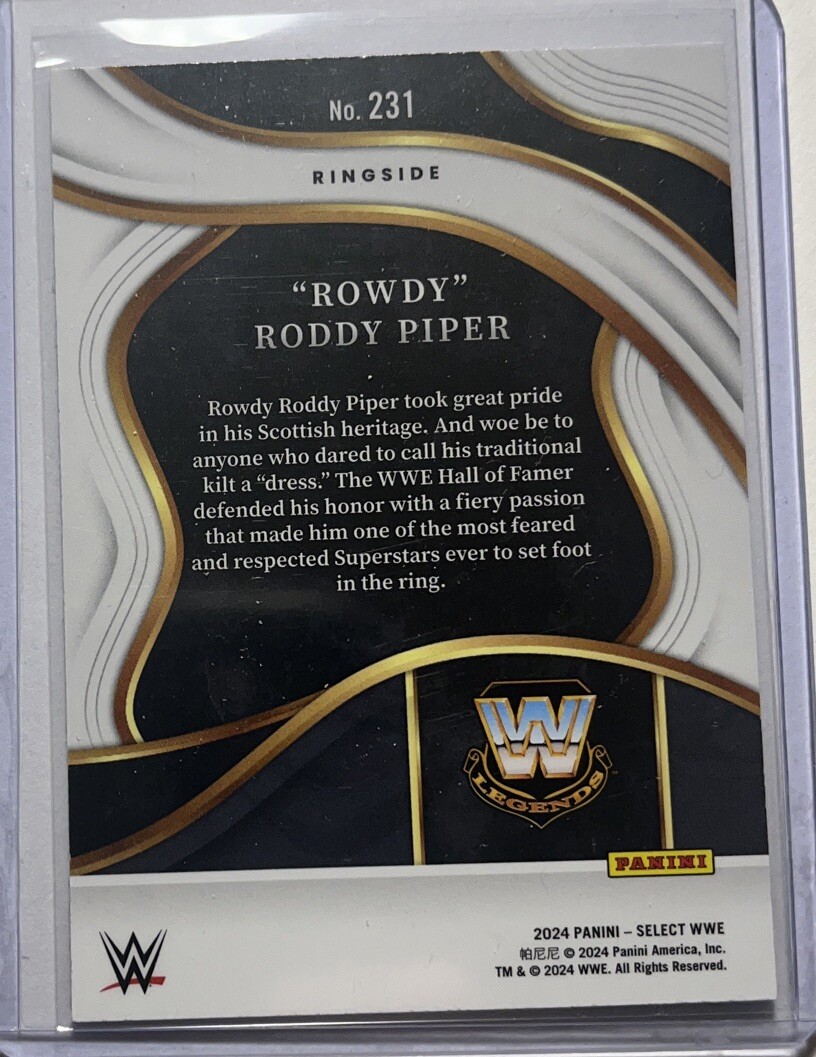 No. 231
RINGSIDE
“ROWDY”
RODDY PIPER
Rowdy Roddy Piper took great pride
in his Scottish heritage. And woe be to
anyone who dared to call his traditional
kilt a “dress.” The WWE Hall of Famer
defended his honor with a fiery passion
that made him one of the most feared
and respected Superstars ever to set foot
in the ring.
W
LEGENDS
PANINI
W
2024 PANINI – SELECT WWE
帕尼尼 © 2024 Panini America, Inc.
TM & © 2024 WWE. All Rights Reserved.